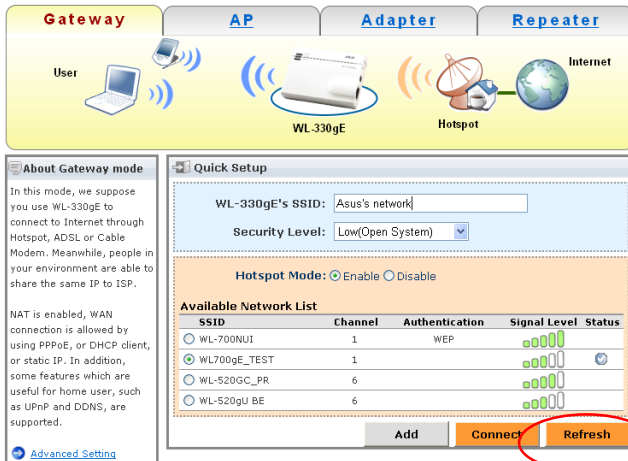 Gateway
AP
Adapter
Repeater
User
WL-330gE
Hotspot
Internet
About Gateway mode
In this mode, we suppose
you use WL-330gE to
connect to Internet through
Hotspot, ADSL or Cable
Modem. Meanwhile, people in
your environment are able to
share the same IP to ISP.
NAT is enabled, WAN
connection is allowed by
using PPPoE, or DHCP client,
or static IP. In addition,
some features which are
useful for home user, such
as UPnP and DDNS, are
supported.
Advanced Setting
Quick Setup
WL-330gE's SSID: Asus's network
Security Level: Low(Open System)
Hotspot Mode: Enable Disable
Available Network List
SSID Channel Authentication Signal Level Status
WL-700NUI 1 WEP
WL700gE_TEST 1
WL-520GC_PR 6
WL-520gU BE 6
Add Connect Refresh